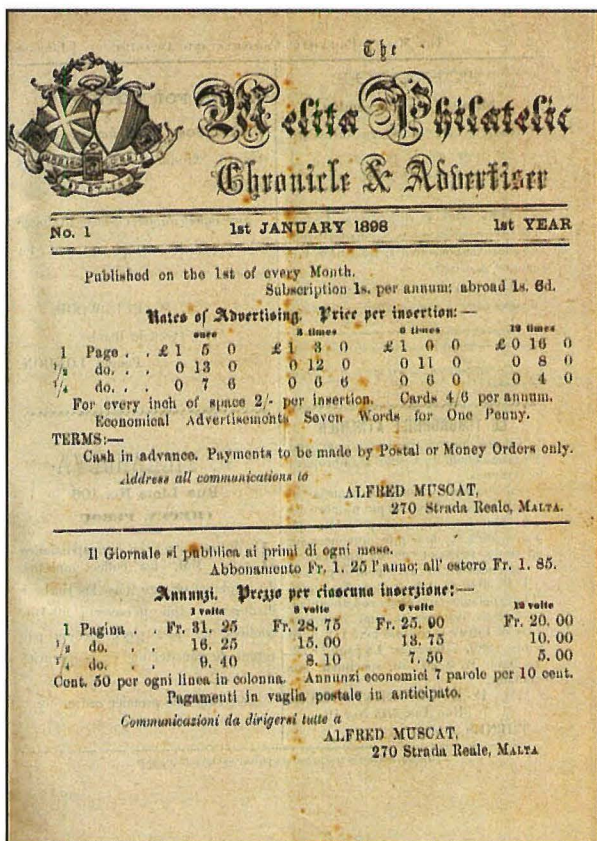 The
Melita Philatelic
Chronicle & Advertiser
No. 1 1st JANUARY 1898 1st YEAR
Published on the 1st of every Month.
Subscription 1s. per annum; abroad 1s. 6d.
Rates of Advertising. Price per insertion:—
once 3 times 6 times 12 times
1 Page . . £ 1 5 0 £ 1 3 0 £ 1 0 0 £ 0 16 0
1/2 do. . . 0 13 0 0 12 0 0 11 0 0 8 0
1/4 do. . . 0 7 6 0 6 6 0 6 0 0 4 0
For every inch of space 2/- per insertion. Cards 4/6 per annum.
Economical Advertisements Seven Words for One Penny.
TERMS:—
Cash in advance. Payments to be made by Postal or Money Orders only.
Address all communications to
ALFRED MUSCAT,
270 Strada Reale, MALTA.
Il Giornale si pubblica ai primi di ogni mese.
Abbonamento Fr. 1. 25 l'anno; all'estero Fr. 1. 85.
Annunzi. Prezzo per ciascuna inserzione:—
1 volta 3 volte 6 volte 12 volte
1 Pagina . . Fr. 31. 25 Fr. 28. 75 Fr. 25. 00 Fr. 20. 00
1/2 do. . . 16. 25 15. 00 13. 75 10. 00
1/4 do. . . 9. 40 8. 10 7. 50 5. 00
Cent. 50 per ogni linea in colonna. Annunzi economici 7 parole per 10 cent.
Pagamenti in vaglia postale in anticipato.
Communicazioni da dirigersi tutte a
ALFRED MUSCAT,
270 Strada Reale, MALTA